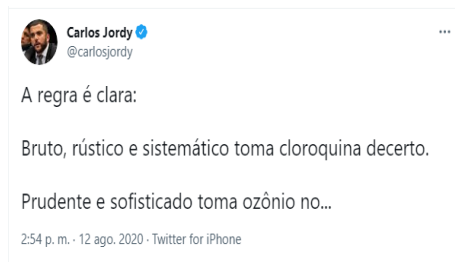 Carlos Jordy
@carlosjordy
A regra é clara:
Bruto, rústico e sistemático toma cloroquina decerto.
Prudente e sofisticado toma ozônio no...
2:54 p. m. · 12 ago. 2020 · Twitter for iPhone